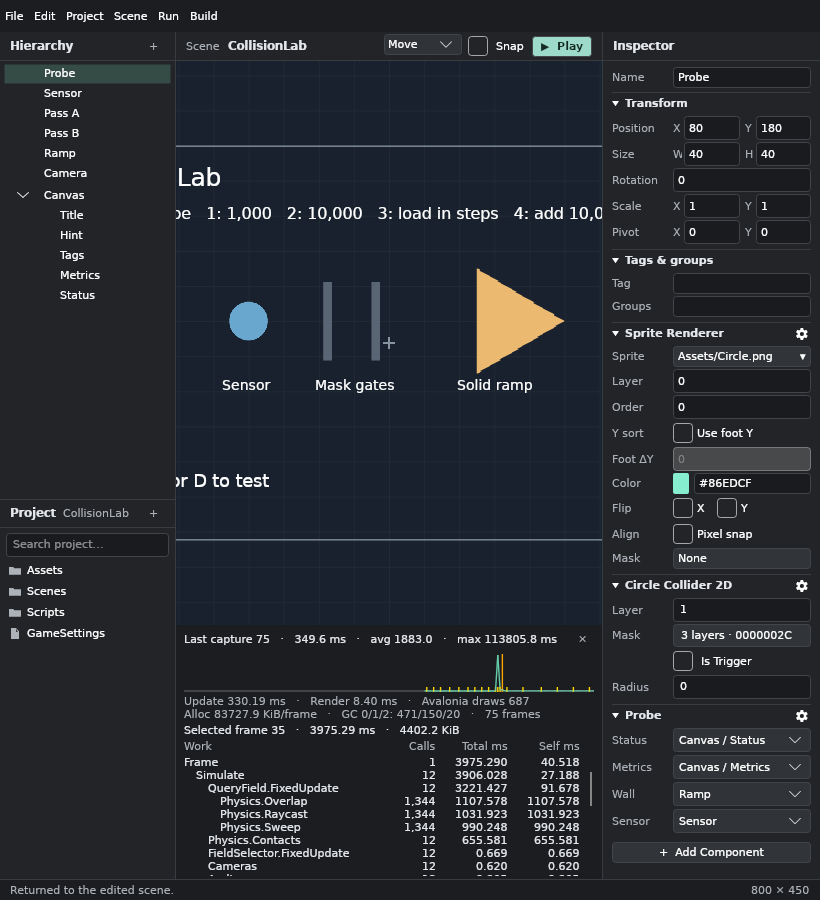 File Edit Project Scene Run Build
Hierarchy +
Probe
Sensor
Pass A
Pass B
Ramp
Camera
Canvas
Title
Hint
Tags
Metrics
Status
Project CollisionLab +
Search project...
Assets
Scenes
Scripts
GameSettings
Scene CollisionLab Move Snap ▶ Play
Lab
be 1: 1,000 2: 10,000 3: load in steps 4: add 10,0
Sensor Mask gates Solid ramp
or D to test
Last capture 75 · 349.6 ms · avg 1883.0 · max 113805.8 ms ×
Update 330.19 ms · Render 8.40 ms · Avalonia draws 687
Alloc 83727.9 KiB/frame · GC 0/1/2: 471/150/20 · 75 frames
Selected frame 35 · 3975.29 ms · 4402.2 KiB
Work Calls Total ms Self ms
Frame 1 3975.290 40.518
Simulate 12 3906.028 27.188
QueryField.FixedUpdate 12 3221.427 91.678
Physics.Overlap 1,344 1107.578 1107.578
Physics.Raycast 1,344 1031.923 1031.923
Physics.Sweep 1,344 990.248 990.248
Physics.Contacts 12 655.581 655.581
FieldSelector.FixedUpdate 12 0.669 0.669
Cameras 12 0.620 0.620
Inspector
Name Probe
Transform
Position X 80 Y 180
Size W 40 H 40
Rotation 0
Scale X 1 Y 1
Pivot X 0 Y 0
Tags & groups
Tag
Groups
Sprite Renderer
Sprite Assets/Circle.png
Layer 0
Order 0
Y sort Use foot Y
Foot ΔY 0
Color #86EDCF
Flip X Y
Align Pixel snap
Mask None
Circle Collider 2D
Layer 1
Mask 3 layers · 0000002C
Is Trigger
Radius 0
Probe
Status Canvas / Status
Metrics Canvas / Metrics
Wall Ramp
Sensor Sensor
+ Add Component
Returned to the edited scene. 800 × 450